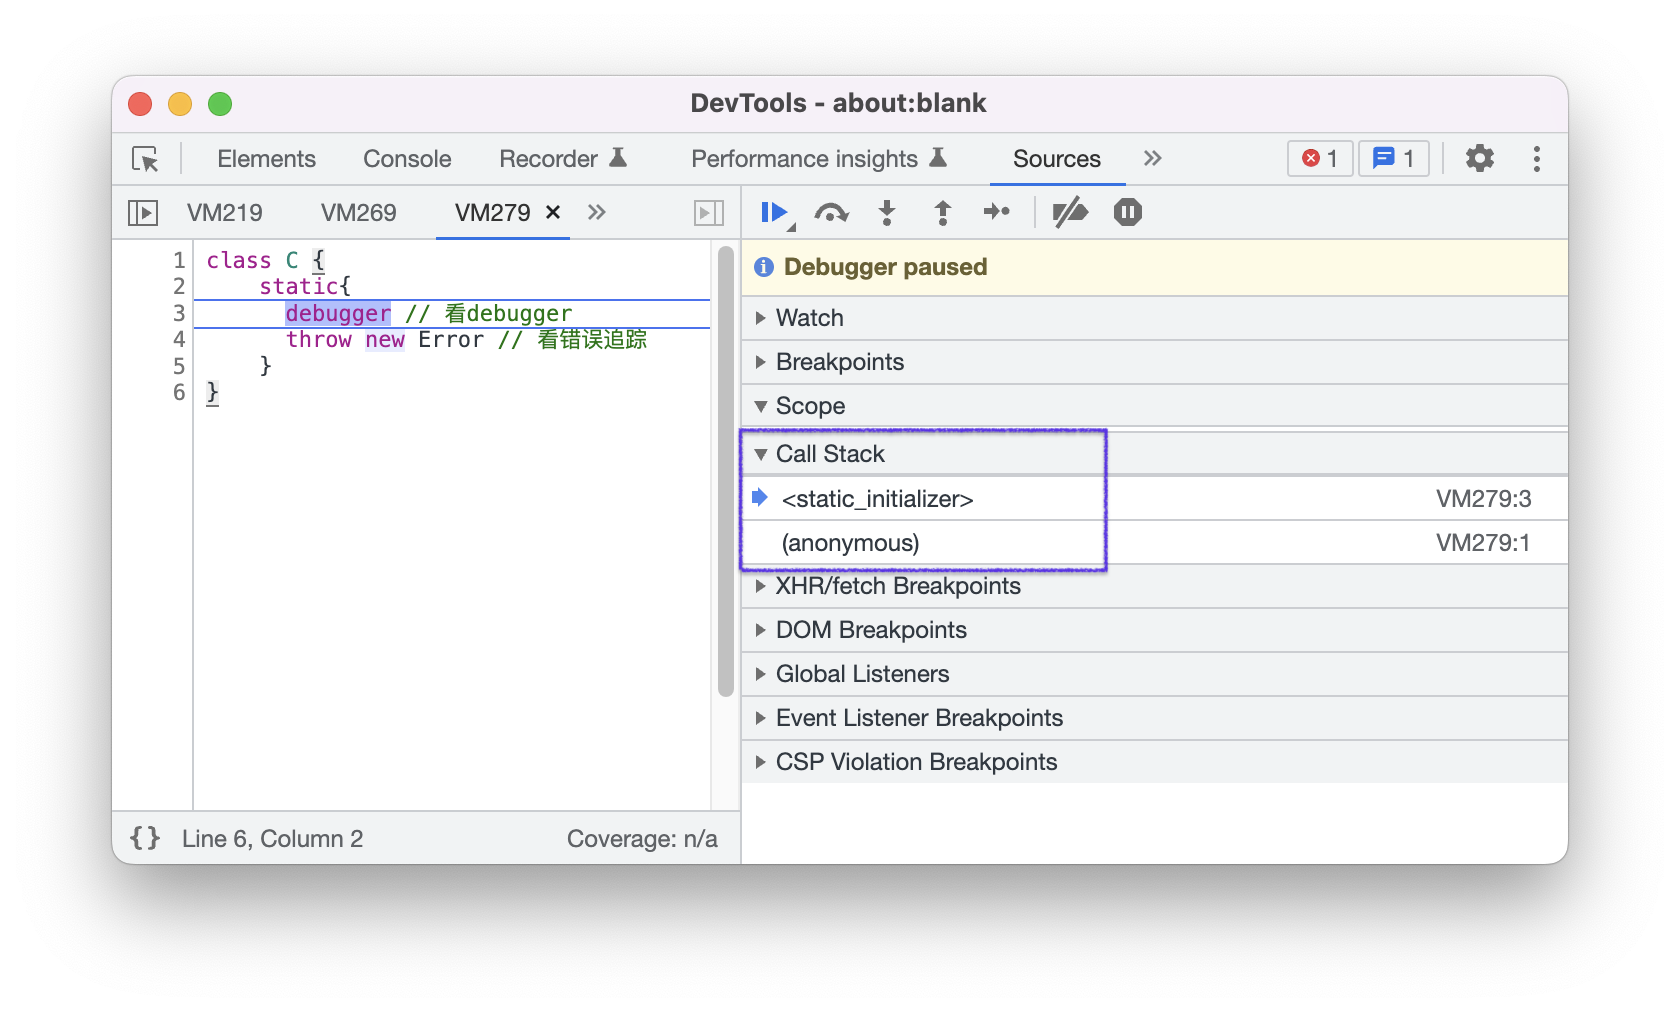 DevTools - about:blank
Elements Console Recorder Performance insights Sources 1 1
VM219 VM269 VM279
1 class C {
2 static{
3 debugger // 看debugger
4 throw new Error // 看错误追踪
5 }
6 }
{} Line 6, Column 2 Coverage: n/a
Debugger paused
Watch
Breakpoints
Scope
Call Stack
<static_initializer> VM279:3
(anonymous) VM279:1
XHR/fetch Breakpoints
DOM Breakpoints
Global Listeners
Event Listener Breakpoints
CSP Violation Breakpoints